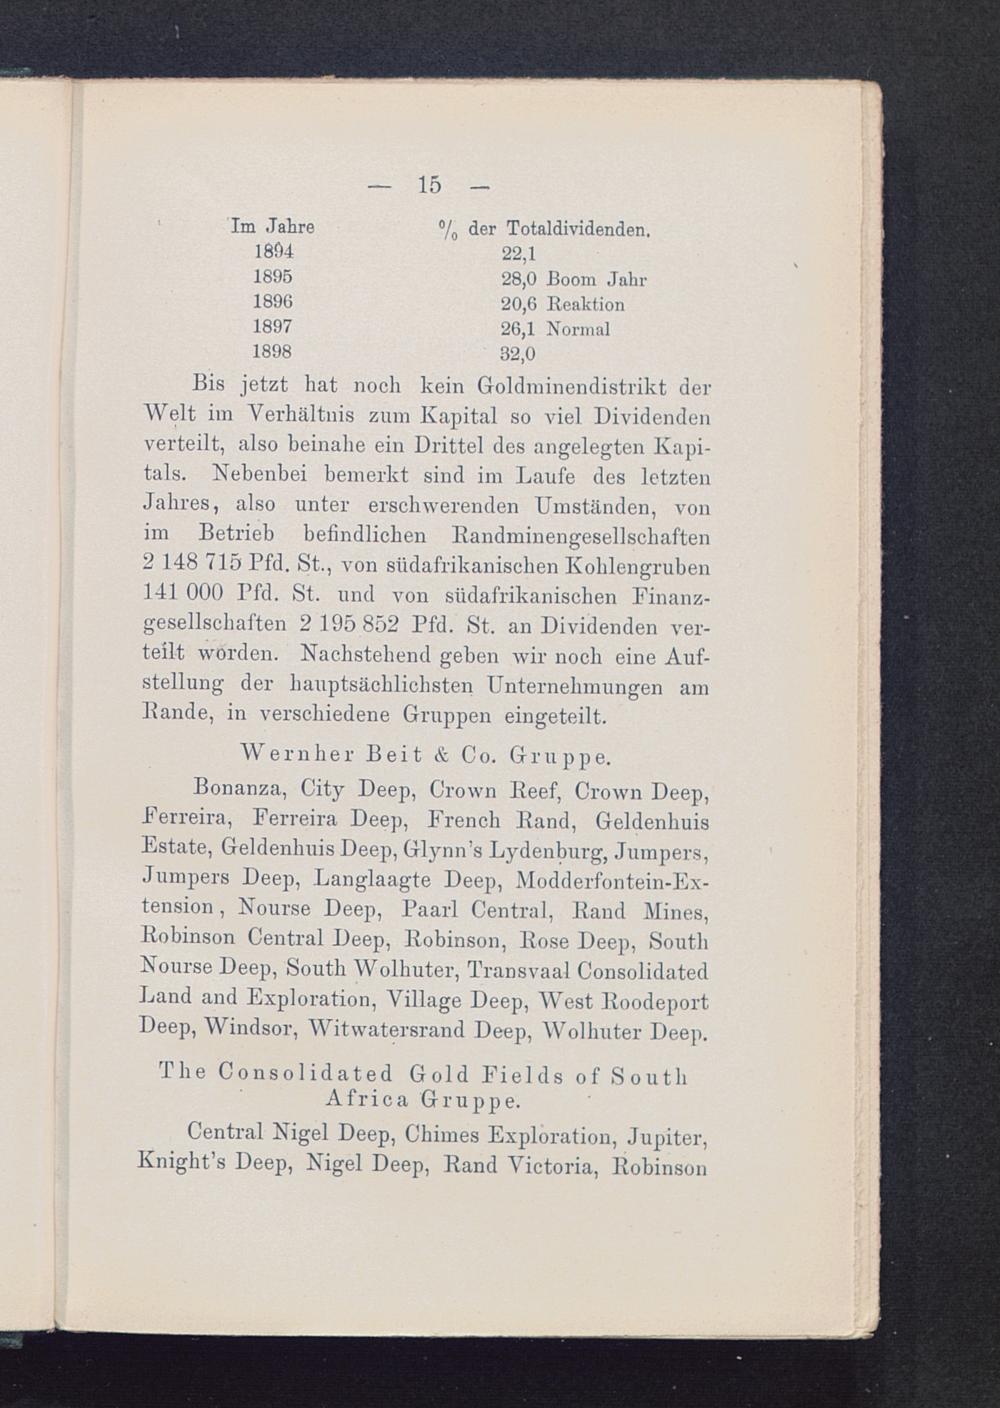 — 15 —
Im Jahre % der Totaldividenden.
1894 22,1
1895 28,0 Boom Jahr
1896 20,6 Reaktion
1897 26,1 Normal
1898 32,0
Bis jetzt hat noch kein Goldminendistrikt der
Welt im Verhältnis zum Kapital so viel Dividenden
verteilt, also beinahe ein Drittel des angelegten Kapi-
tals. Nebenbei bemerkt sind im Laufe des letzten
Jahres, also unter erschwerenden Umständen, von
im Betrieb befindlichen Randminengesellschaften
2 148 715 Pfd. St., von südafrikanischen Kohlengruben
141 000 Pfd. St. und von südafrikanischen Finanz-
gesellschaften 2 195 852 Pfd. St. an Dividenden ver-
teilt worden. Nachstehend geben wir noch eine Auf-
stellung der hauptsächlichsten Unternehmungen am
Rande, in verschiedene Gruppen eingeteilt.
Wernher Beit & Co. Gruppe.
Bonanza, City Deep, Crown Reef, Crown Deep,
Ferreira, Ferreira Deep, French Rand, Geldenhuis
Estate, Geldenhuis Deep, Glynn's Lydenburg, Jumpers,
Jumpers Deep, Langlaagte Deep, Modderfontein-Ex-
tension, Nourse Deep, Paarl Central, Rand Mines,
Robinson Central Deep, Robinson, Rose Deep, South
Nourse Deep, South Wolhuter, Transvaal Consolidated
Land and Exploration, Village Deep, West Roodeport
Deep, Windsor, Witwatersrand Deep, Wolhuter Deep.
The Consolidated Gold Fields of South
Africa Gruppe.
Central Nigel Deep, Chimes Exploration, Jupiter,
Knight's Deep, Nigel Deep, Rand Victoria, Robinson